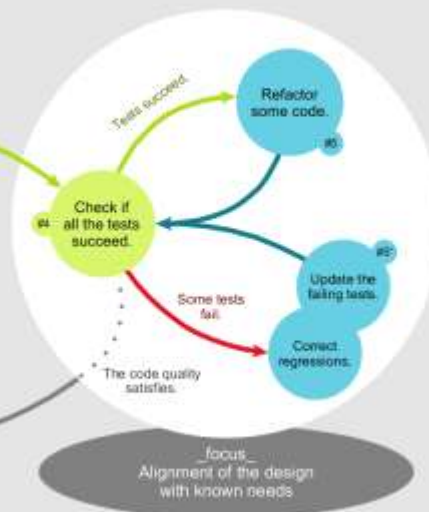 Tests succeed.
Refactor
some code.
#5
Check if
all the tests
succeed.
#4
#5'
Update the
failing tests.
Some tests
fail.
Correct
regressions.
The code quality
satisfies.
_focus_
Alignment of the design
with known needs